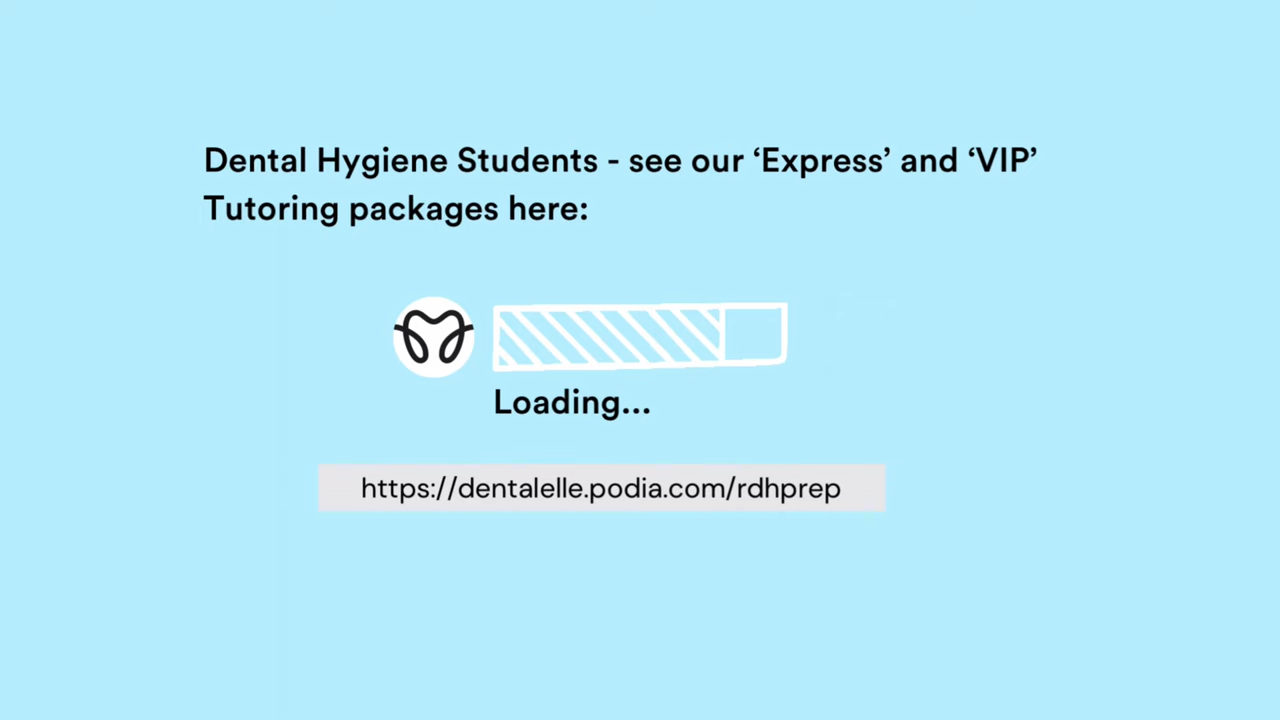 Dental Hygiene Students - see our ‘Express’ and ‘VIP’
Tutoring packages here:
Loading...
https://dentalelle.podia.com/rdhprep